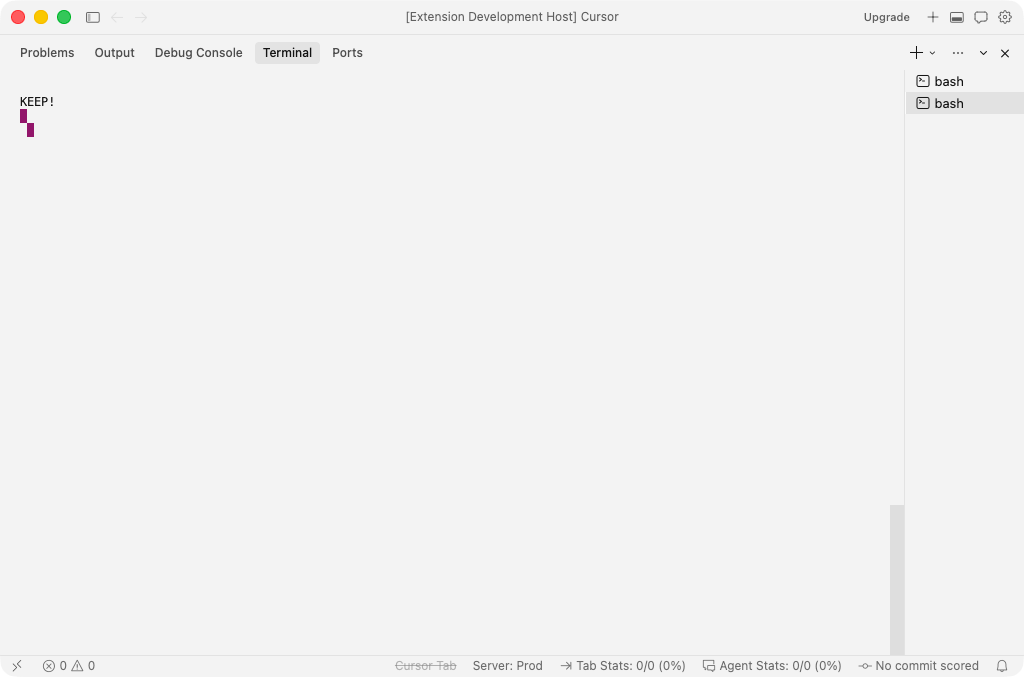 [Extension Development Host] Cursor
Upgrade
Problems Output Debug Console Terminal Ports
bash
bash
KEEP!
0 0 Cursor Tab Server: Prod Tab Stats: 0/0 (0%) Agent Stats: 0/0 (0%) No commit scored